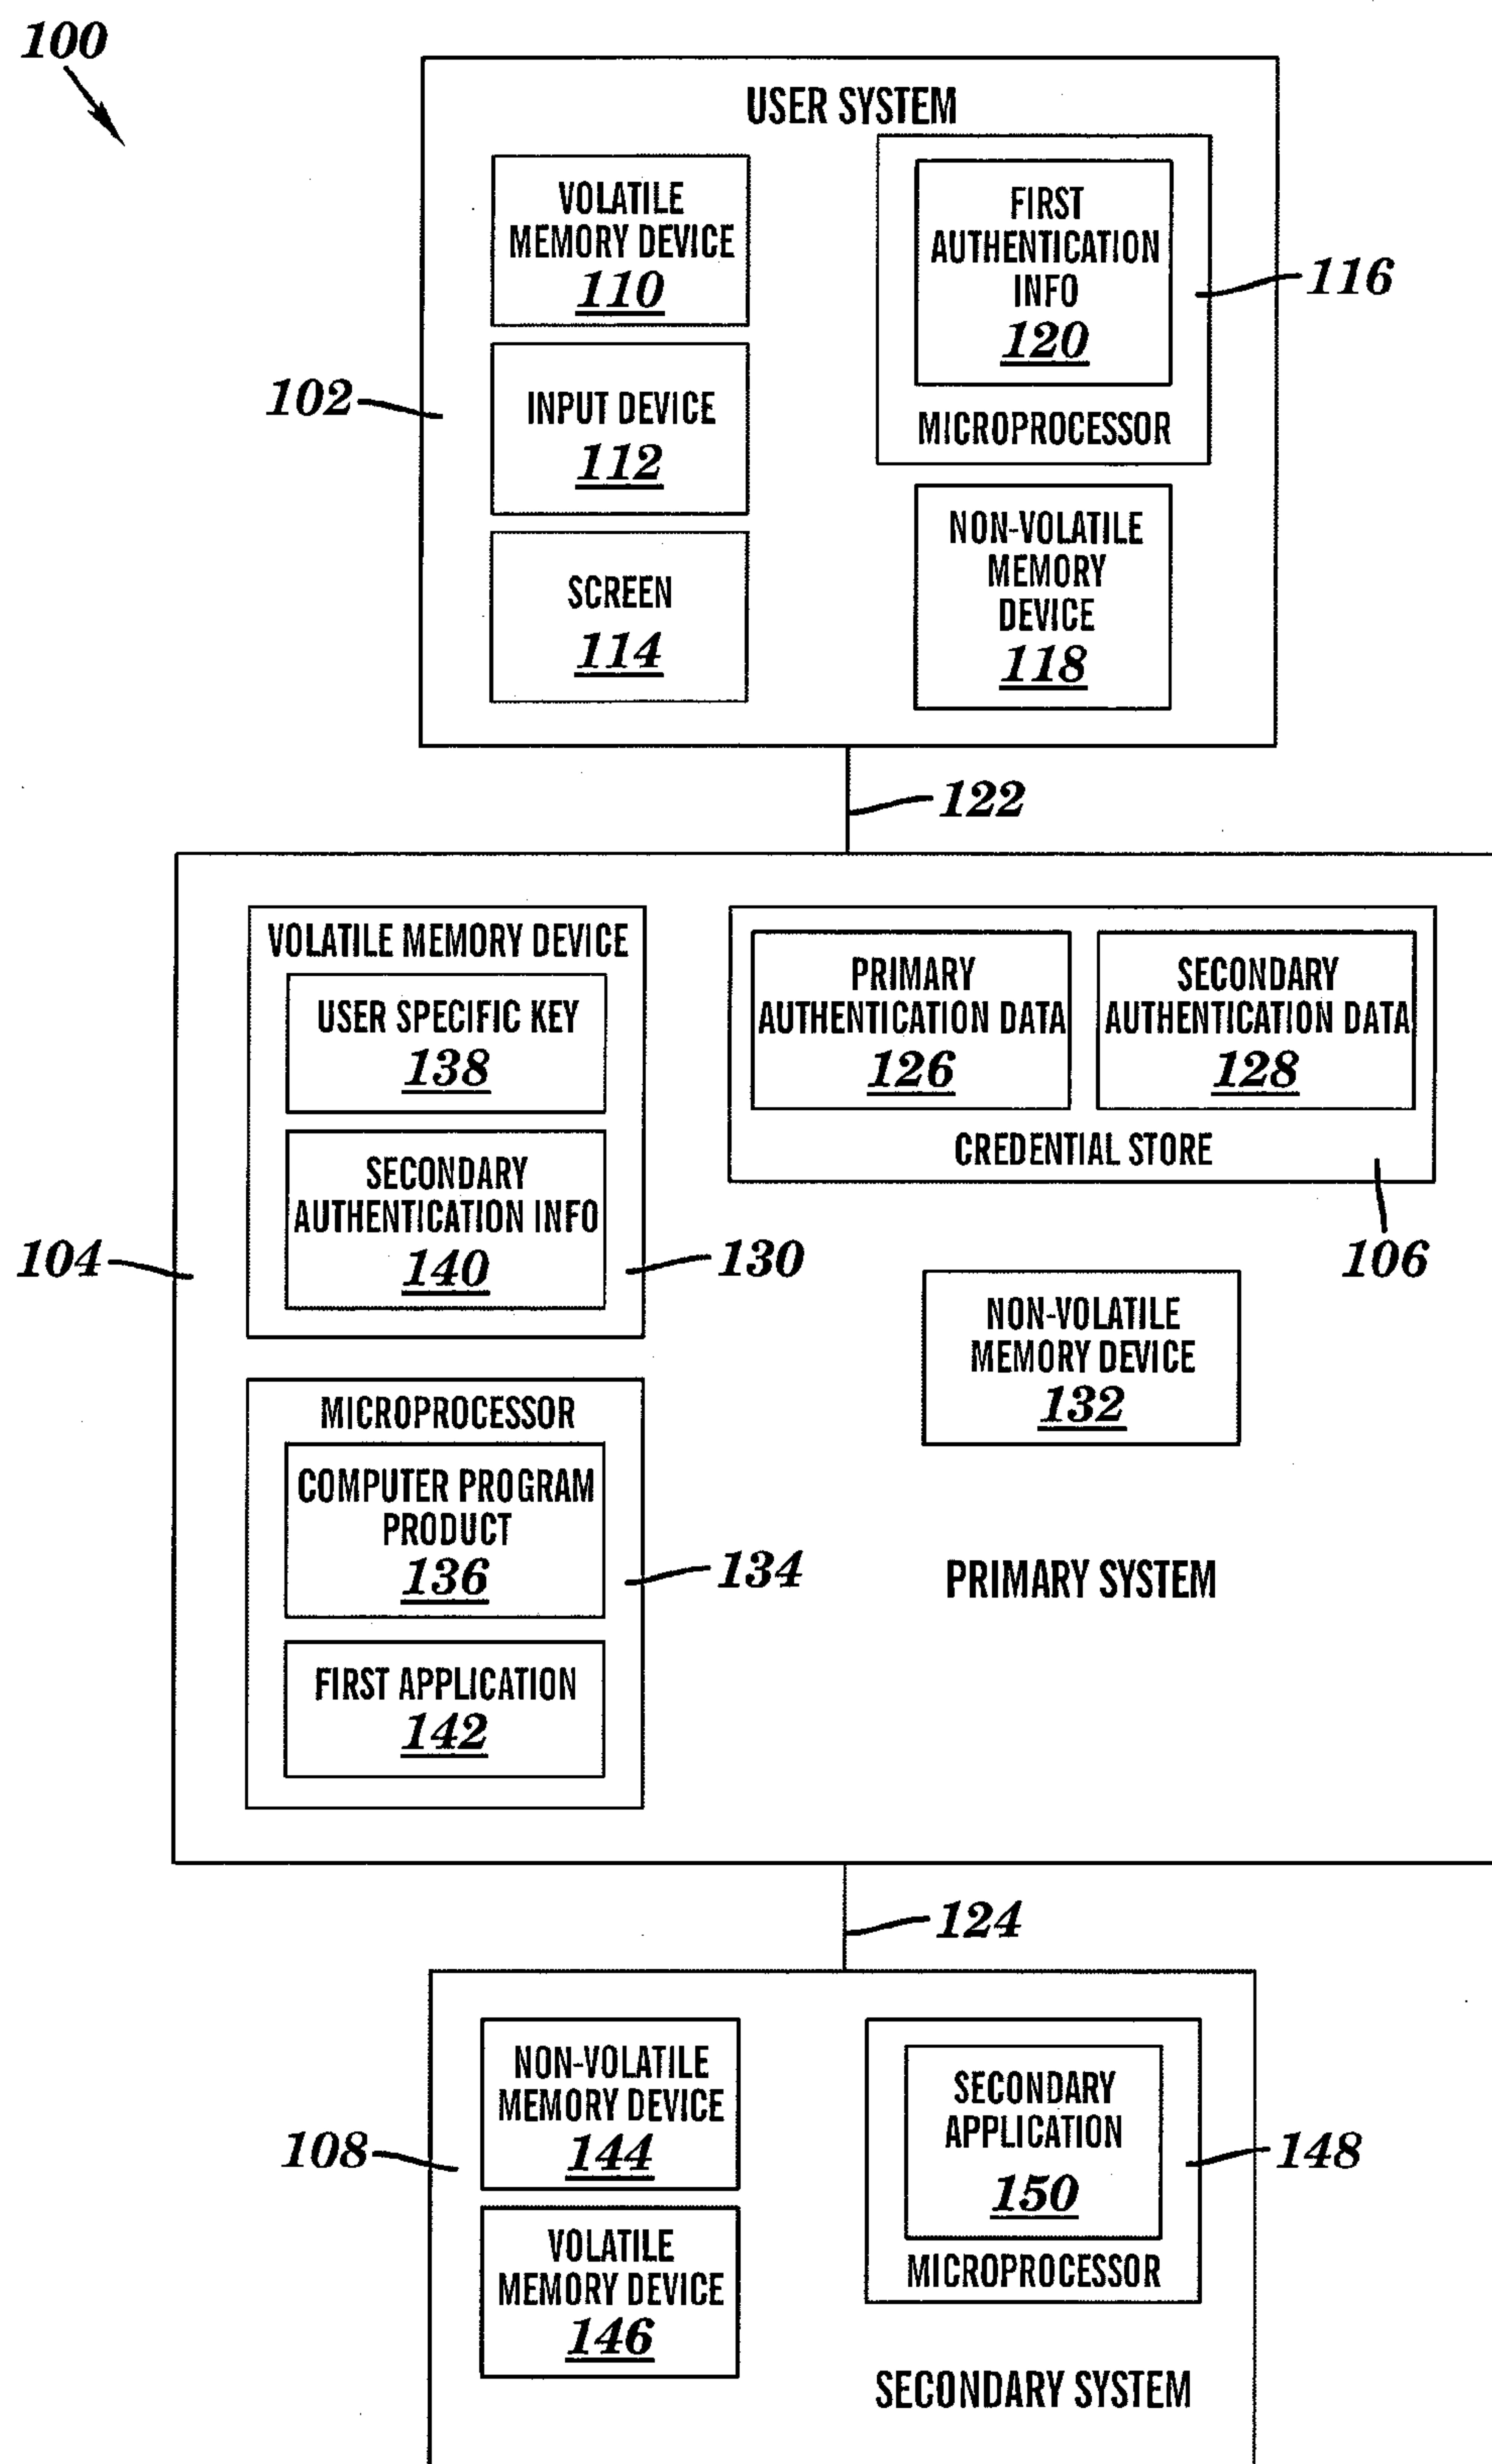 100
USER SYSTEM
VOLATILE
MEMORY DEVICE
110
FIRST
AUTHENTICATION
INFO
120
MICROPROCESSOR
116
102
INPUT DEVICE
112
SCREEN
114
NON-VOLATILE
MEMORY
DEVICE
118
122
VOLATILE MEMORY DEVICE
USER SPECIFIC KEY
138
SECONDARY
AUTHENTICATION INFO
140
130
PRIMARY
AUTHENTICATION DATA
126
SECONDARY
AUTHENTICATION DATA
128
CREDENTIAL STORE
106
104
NON-VOLATILE
MEMORY DEVICE
132
MICROPROCESSOR
COMPUTER PROGRAM
PRODUCT
136
134
FIRST APPLICATION
142
PRIMARY SYSTEM
124
NON-VOLATILE
MEMORY DEVICE
144
108
VOLATILE
MEMORY DEVICE
146
SECONDARY
APPLICATION
150
MICROPROCESSOR
148
SECONDARY SYSTEM